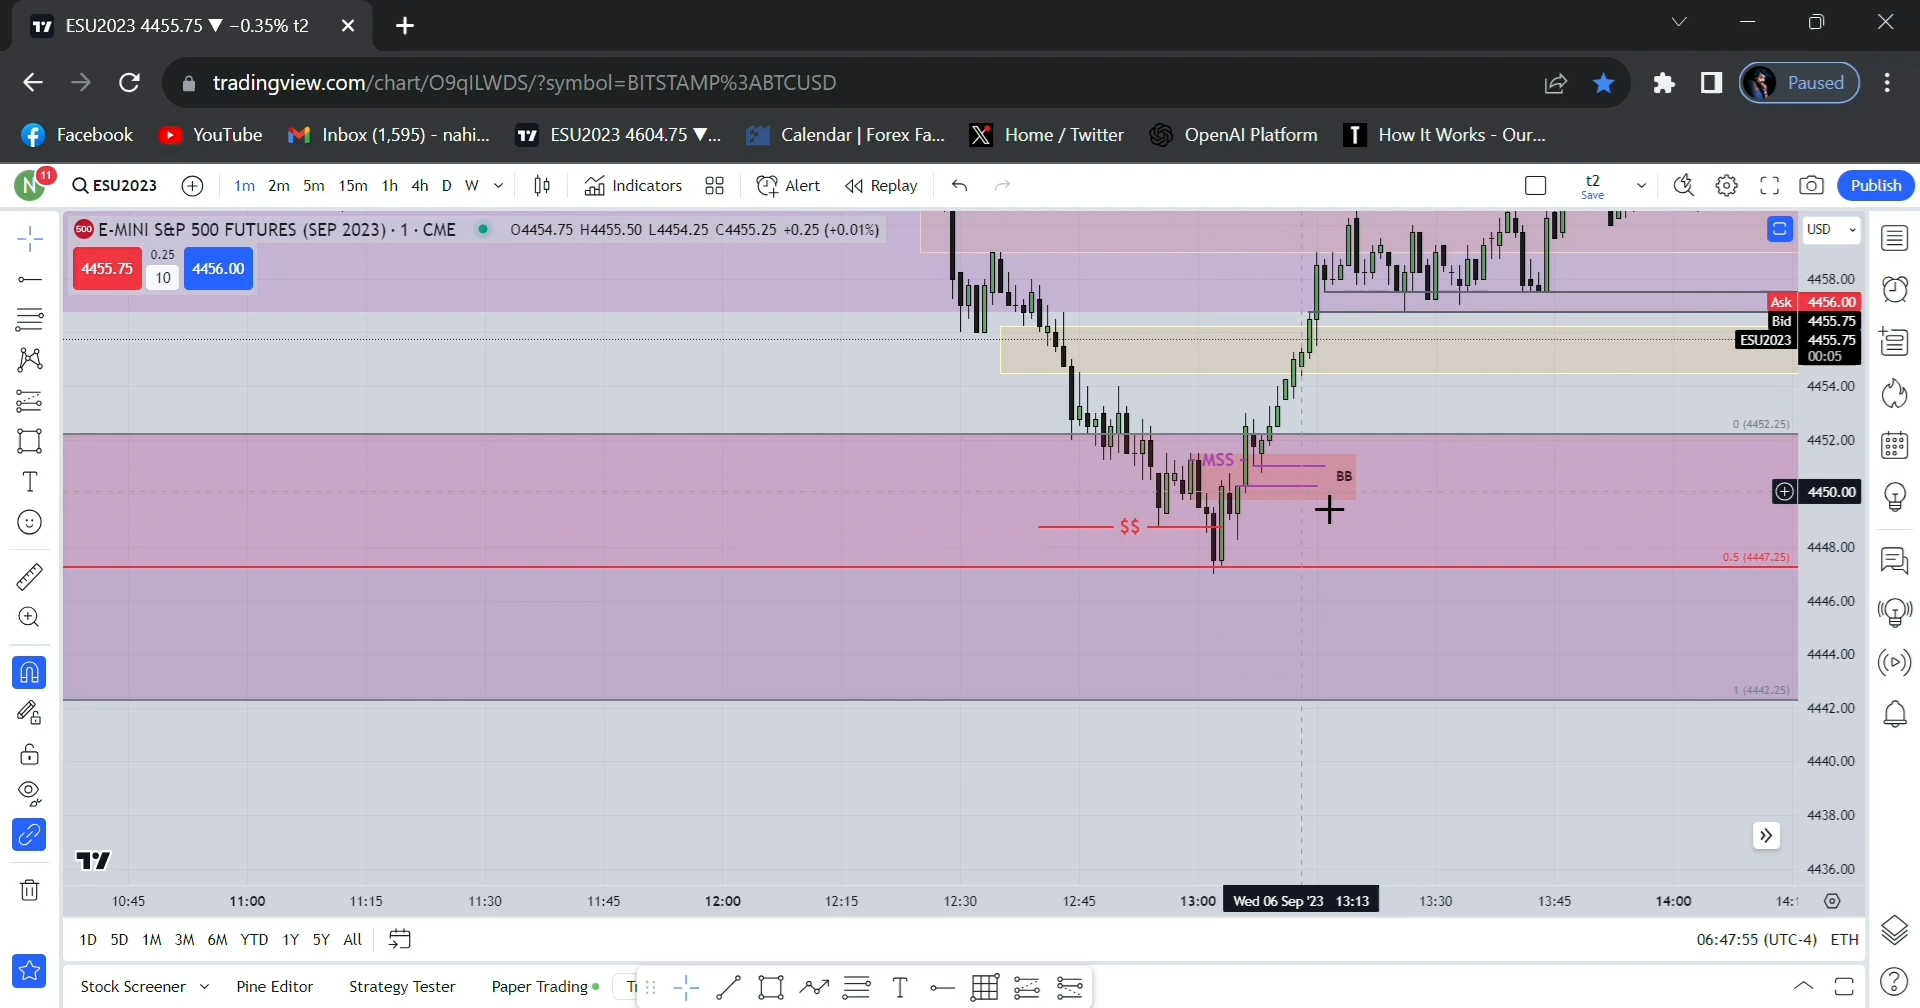 ESU2023 4455.75 ▼ −0.35% t2
tradingview.com/chart/O9qlLWDS/?symbol=BITSTAMP%3ABTCUSD
Paused
Facebook YouTube Inbox (1,595) - nahi... ESU2023 4604.75 ▼... Calendar | Forex Fa... Home / Twitter OpenAI Platform How It Works - Our...
N 11 ESU2023 1m 2m 5m 15m 1h 4h D W Indicators Alert Replay t2 Save Publish
500 E-MINI S&P 500 FUTURES (SEP 2023) · 1 · CME O4454.75 H4455.50 L4454.25 C4455.25 +0.25 (+0.01%) USD
4455.75 0.25 10 4456.00
4458.00
Ask 4456.00
Bid 4455.75
ESU2023 4455.75
00:05
4454.00
0 (4452.25)
4452.00
MSS
BB
4450.00
$$
4448.00
0.5 (4447.25)
4446.00
4444.00
1 (4442.25)
4442.00
4440.00
4438.00
4436.00
10:45 11:00 11:15 11:30 11:45 12:00 12:15 12:30 12:45 13:00 Wed 06 Sep '23 13:13 13:30 13:45 14:00 14:1
1D 5D 1M 3M 6M YTD 1Y 5Y All 06:47:55 (UTC-4) ETH
Stock Screener Pine Editor Strategy Tester Paper Trading Tr